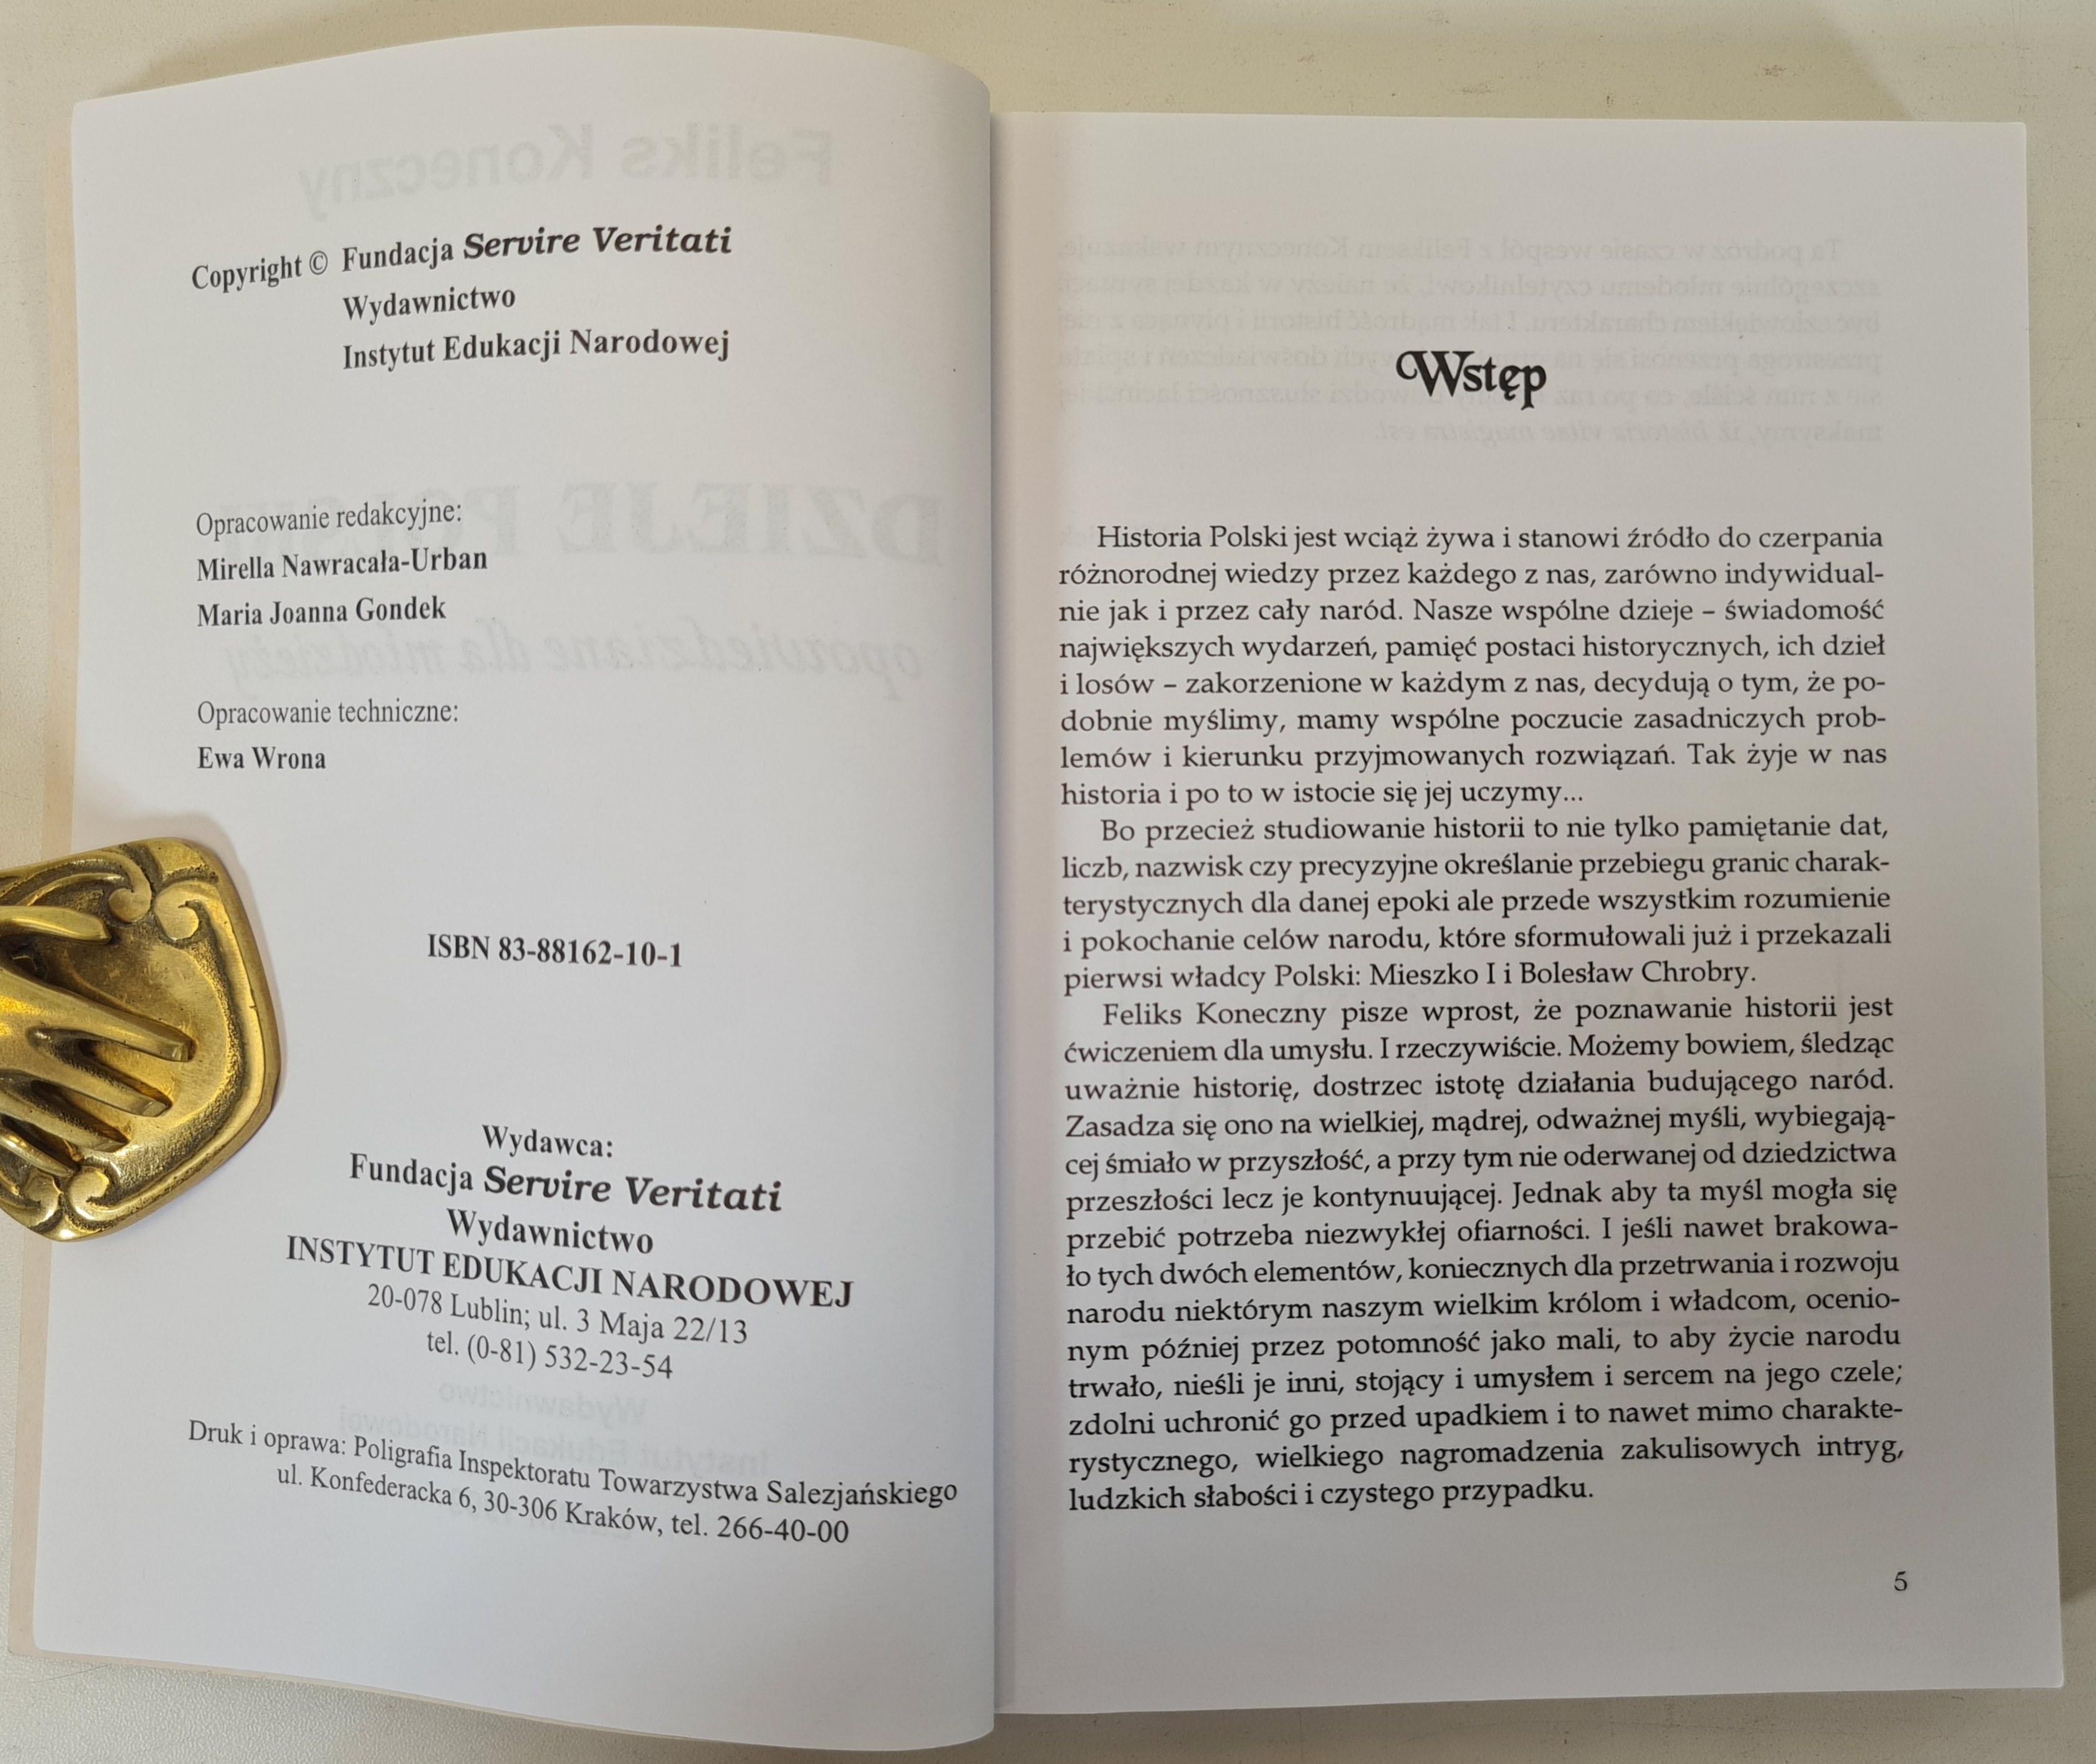 Copyright © Fundacja Servire Veritati
Wydawnictwo
Instytut Edukacji Narodowej
Opracowanie redakcyjne:
Mirella Nawracała-Urban
Maria Joanna Gondek
Opracowanie techniczne:
Ewa Wrona
ISBN 83-88162-10-1
Wydawca:
Fundacja Servire Veritati
Wydawnictwo
INSTYTUT EDUKACJI NARODOWEJ
20-078 Lublin; ul. 3 Maja 22/13
tel. (0-81) 532-23-54
Druk i oprawa: Poligrafia Inspektoratu Towarzystwa Salezjańskiego
ul. Konfederacka 6, 30-306 Kraków, tel. 266-40-00
Wstęp
Historia Polski jest wciąż żywa i stanowi źródło do czerpania
różnorodnej wiedzy przez każdego z nas, zarówno indywidual-
nie jak i przez cały naród. Nasze wspólne dzieje – świadomość
największych wydarzeń, pamięć postaci historycznych, ich dzieł
i losów – zakorzenione w każdym z nas, decydują o tym, że po-
dobnie myślimy, mamy wspólne poczucie zasadniczych prob-
lemów i kierunku przyjmowanych rozwiązań. Tak żyje w nas
historia i po to w istocie się jej uczymy...
Bo przecież studiowanie historii to nie tylko pamiętanie dat,
liczb, nazwisk czy precyzyjne określanie przebiegu granic charak-
terystycznych dla danej epoki ale przede wszystkim rozumienie
i pokochanie celów narodu, które sformułowali już i przekazali
pierwsi władcy Polski: Mieszko I i Bolesław Chrobry.
Feliks Koneczny pisze wprost, że poznawanie historii jest
ćwiczeniem dla umysłu. I rzeczywiście. Możemy bowiem, śledząc
uważnie historię, dostrzec istotę działania budującego naród.
Zasadza się ono na wielkiej, mądrej, odważnej myśli, wybiegają-
cej śmiało w przyszłość, a przy tym nie oderwanej od dziedzictwa
przeszłości lecz je kontynuującej. Jednak aby ta myśl mogła się
przebić potrzeba niezwykłej ofiarności. I jeśli nawet brakowa-
ło tych dwóch elementów, koniecznych dla przetrwania i rozwoju
narodu niektórym naszym wielkim królom i władcom, ocenio-
nym później przez potomność jako mali, to aby życie narodu
trwało, nieśli je inni, stojący i umysłem i sercem na jego czele;
zdolni uchronić go przed upadkiem i to nawet mimo charakte-
rystycznego, wielkiego nagromadzenia zakulisowych intryg,
ludzkich słabości i czystego przypadku.
5